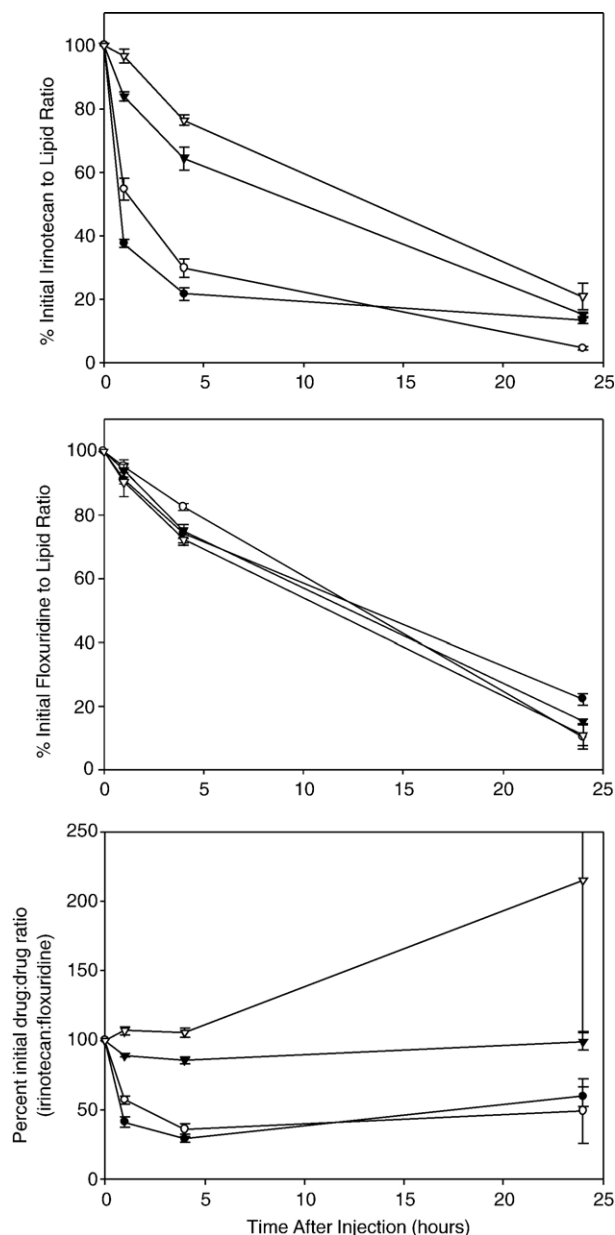 % Initial Irinotecan to Lipid Ratio
100
80
60
40
20
0
0 5 10 15 20 25
% Initial Floxuridine to Lipid Ratio
100
80
60
40
20
0
0 5 10 15 20 25
Percent initial drug:drug ratio
(irinotecan:floxuridine)
250
200
150
100
50
0
0 5 10 15 20 25
Time After Injection (hours)